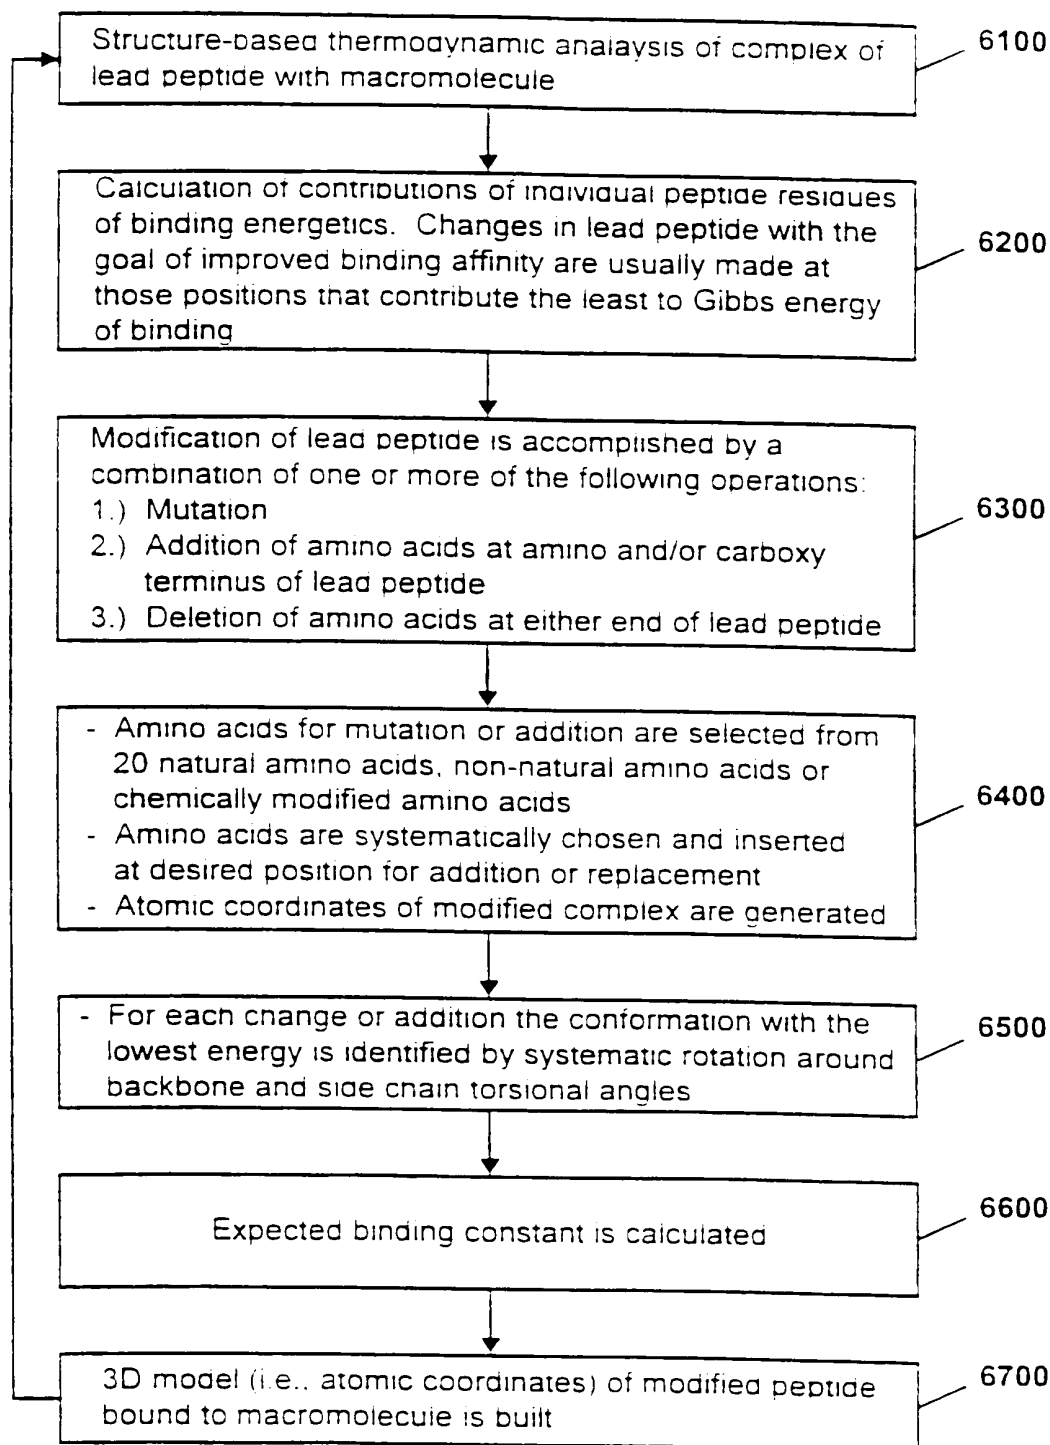 Structure-based thermodynamic analaysis of complex of
lead peptide with macromolecule
6100
Calculation of contributions of individual peptide residues
of binding energetics. Changes in lead peptide with the
goal of improved binding affinity are usually made at
those positions that contribute the least to Gibbs energy
of binding
6200
Modification of lead peptide is accomplished by a
combination of one or more of the following operations:
1.) Mutation
2.) Addition of amino acids at amino and/or carboxy
terminus of lead peptide
3.) Deletion of amino acids at either end of lead peptide
6300
- Amino acids for mutation or addition are selected from
20 natural amino acids, non-natural amino acids or
chemically modified amino acids
- Amino acids are systematically chosen and inserted
at desired position for addition or replacement
- Atomic coordinates of modified complex are generated
6400
- For each change or addition the conformation with the
lowest energy is identified by systematic rotation around
backbone and side chain torsional angles
6500
Expected binding constant is calculated
6600
3D model (i.e., atomic coordinates) of modified peptide
bound to macromolecule is built
6700